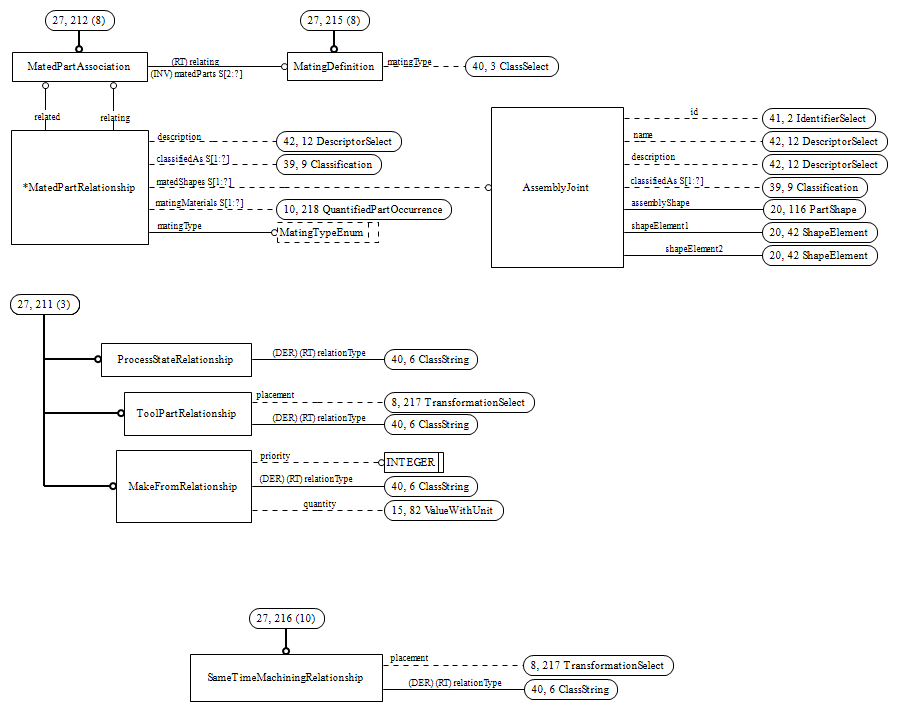 27, 212 (8)
27, 215 (8)
MatedPartAssociation
(RT) relating
(INV) matedParts S[2:?]
MatingDefinition
matingType
40, 3 ClassSelect
related
relating
*MatedPartRelationship
description
42, 12 DescriptorSelect
classifiedAs S[1:?]
39, 9 Classification
matedShapes S[1:?]
matingMaterials S[1:?]
10, 218 QuantifiedPartOccurrence
matingType
MatingTypeEnum
AssemblyJoint
id
41, 2 IdentifierSelect
name
42, 12 DescriptorSelect
description
42, 12 DescriptorSelect
classifiedAs S[1:?]
39, 9 Classification
assemblyShape
20, 116 PartShape
shapeElement1
20, 42 ShapeElement
shapeElement2
20, 42 ShapeElement
27, 211 (3)
ProcessStateRelationship
(DER) (RT) relationType
40, 6 ClassString
ToolPartRelationship
placement
8, 217 TransformationSelect
(DER) (RT) relationType
40, 6 ClassString
MakeFromRelationship
priority
INTEGER
(DER) (RT) relationType
40, 6 ClassString
quantity
15, 82 ValueWithUnit
27, 216 (10)
SameTimeMachiningRelationship
placement
8, 217 TransformationSelect
(DER) (RT) relationType
40, 6 ClassString